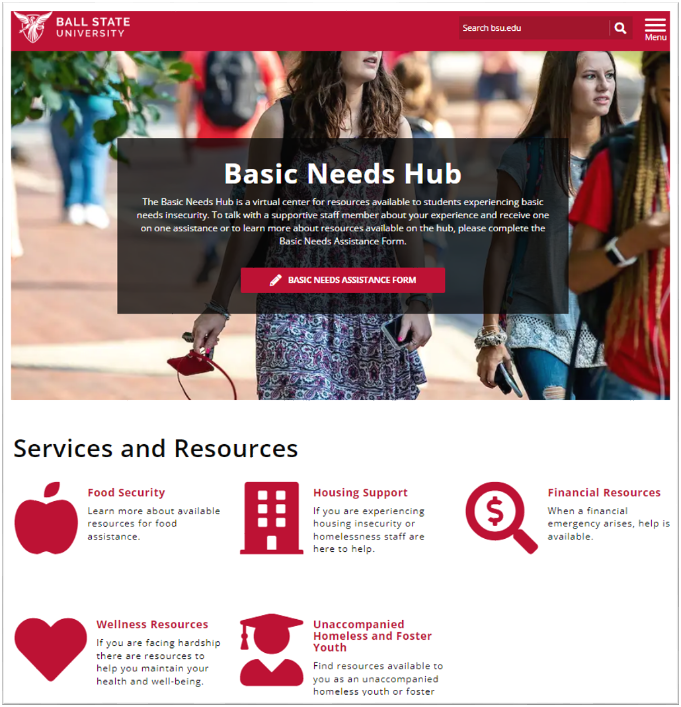 BALL STATE
UNIVERSITY
Search bsu.edu
Menu
Basic Needs Hub
The Basic Needs Hub is a virtual center for resources available to students experiencing basic
needs insecurity. To talk with a supportive staff member about your experience and receive one
on one assistance or to learn more about resources available on the hub, please complete the
Basic Needs Assistance Form.
BASIC NEEDS ASSISTANCE FORM
Services and Resources
Food Security
Learn more about available
resources for food
assistance.
Housing Support
If you are experiencing
housing insecurity or
homelessness staff are
here to help.
Financial Resources
When a financial
emergency arises, help is
available.
Wellness Resources
If you are facing hardship
there are resources to
help you maintain your
health and well-being.
Unaccompanied
Homeless and Foster
Youth
Find resources available to
you as an unaccompanied
homeless youth or foster